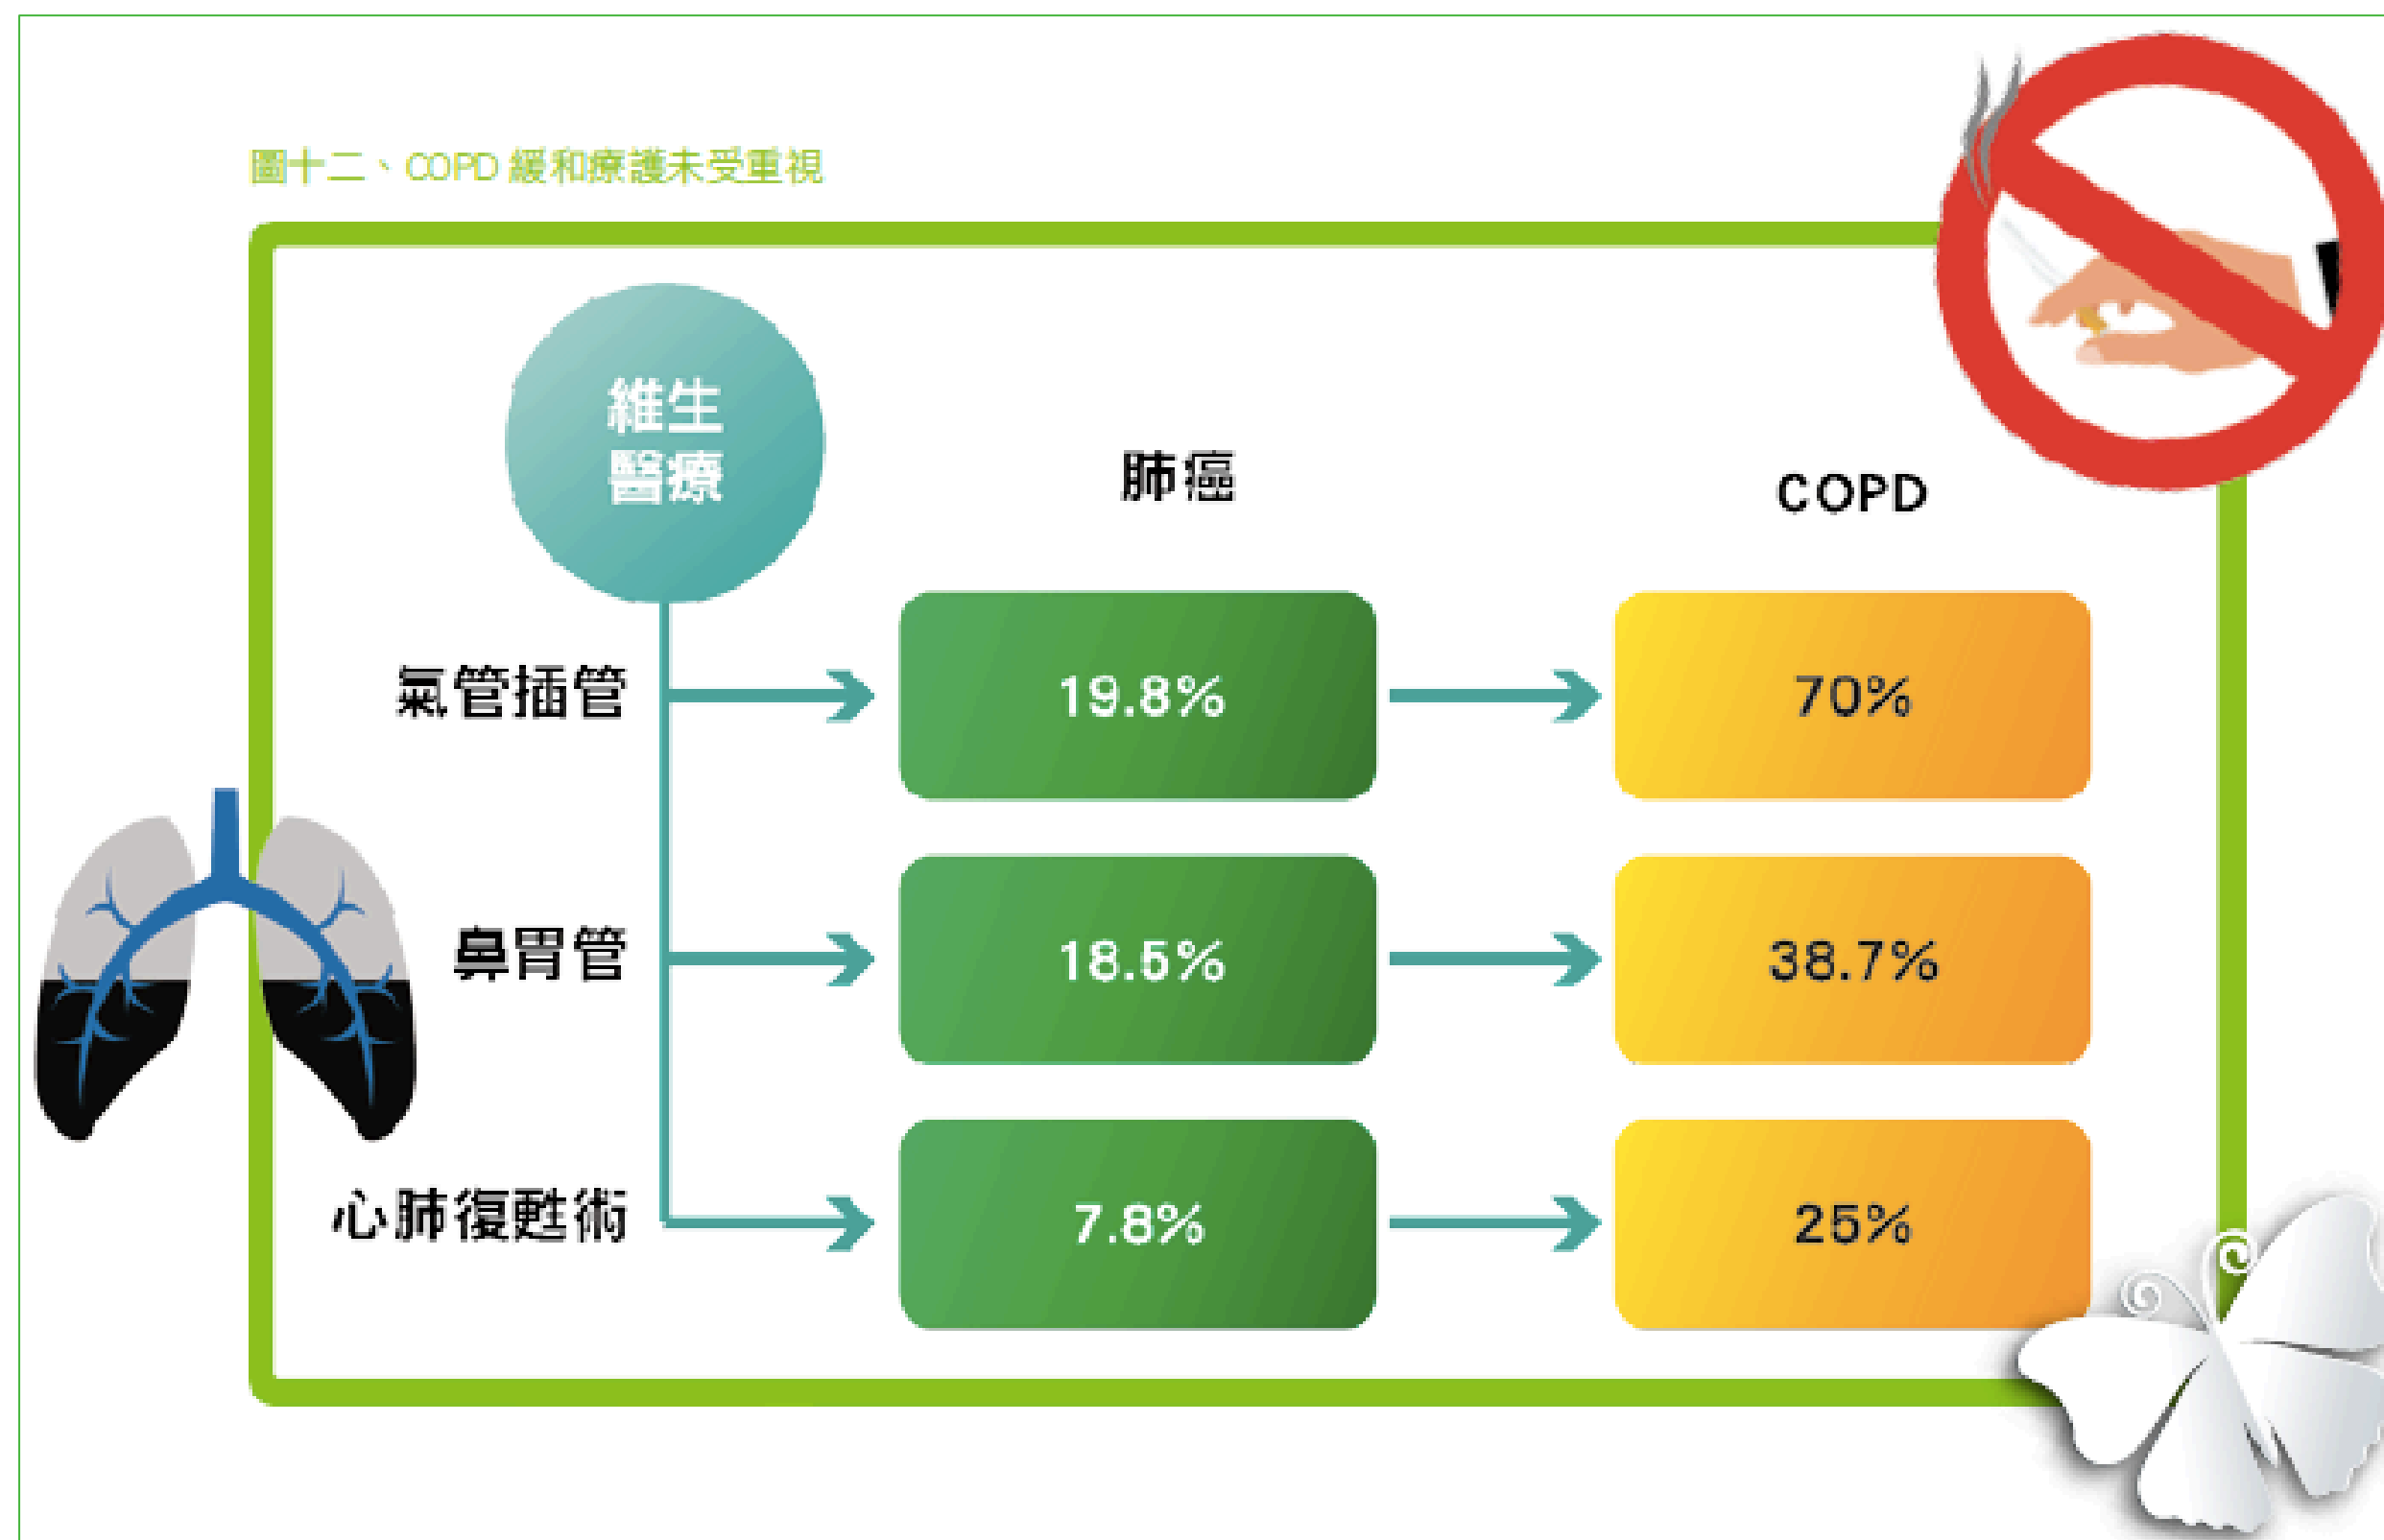 圖十二、COPD 緩和療護未受重視
維生
醫療
肺癌
COPD
氣管插管
19.8%
70%
鼻胃管
18.5%
38.7%
心肺復甦術
7.8%
25%